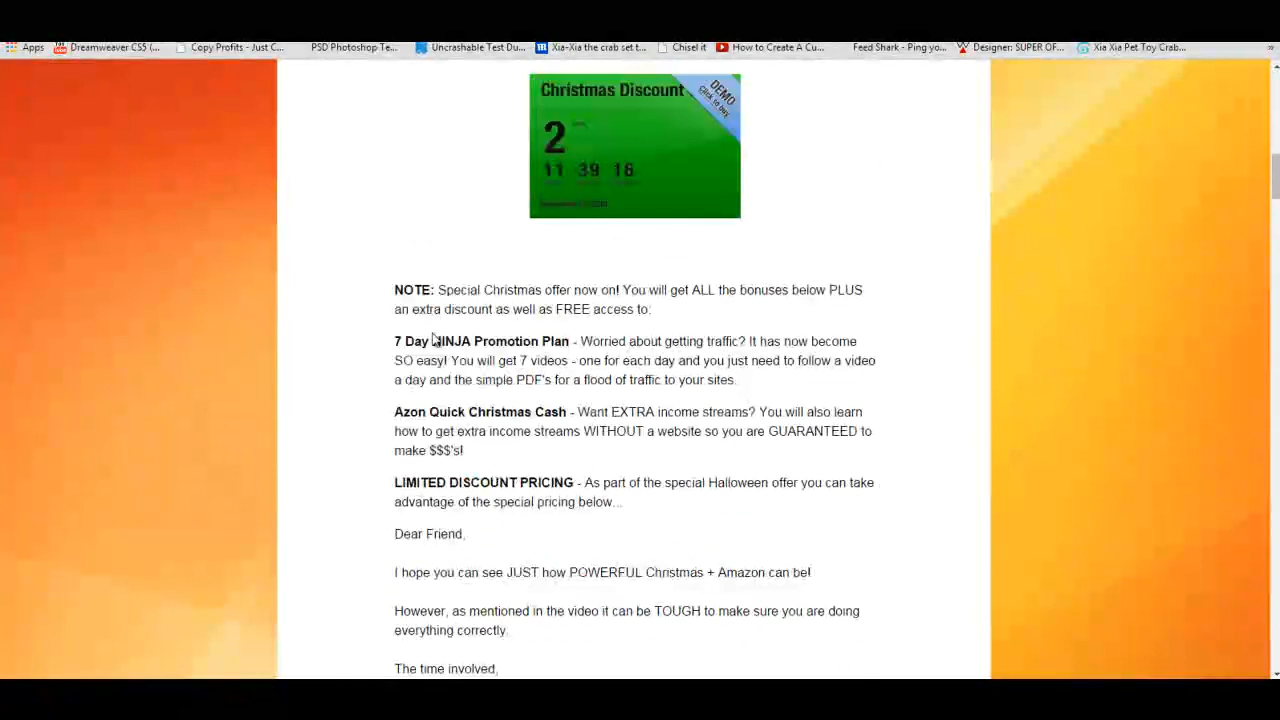 Apps Dreamweaver CS5 (... Copy Profits - Just C... PSD Photoshop Te... Uncrashable Test Du... Xia-Xia the crab set t... Chisel it How to Create A Cu... Feed Shark - Ping yo... Designer: SUPER OF... Xia Xia Pet Toy Crab... »
Christmas Discount
DEMO
Click to buy
2
11 39 16
NOTE: Special Christmas offer now on! You will get ALL the bonuses below PLUS
an extra discount as well as FREE access to:
7 Day NINJA Promotion Plan - Worried about getting traffic? It has now become
SO easy! You will get 7 videos - one for each day and you just need to follow a video
a day and the simple PDF's for a flood of traffic to your sites.
Azon Quick Christmas Cash - Want EXTRA income streams? You will also learn
how to get extra income streams WITHOUT a website so you are GUARANTEED to
make $$$'s!
LIMITED DISCOUNT PRICING - As part of the special Halloween offer you can take
advantage of the special pricing below...
Dear Friend,
I hope you can see JUST how POWERFUL Christmas + Amazon can be!
However, as mentioned in the video it can be TOUGH to make sure you are doing
everything correctly.
The time involved,